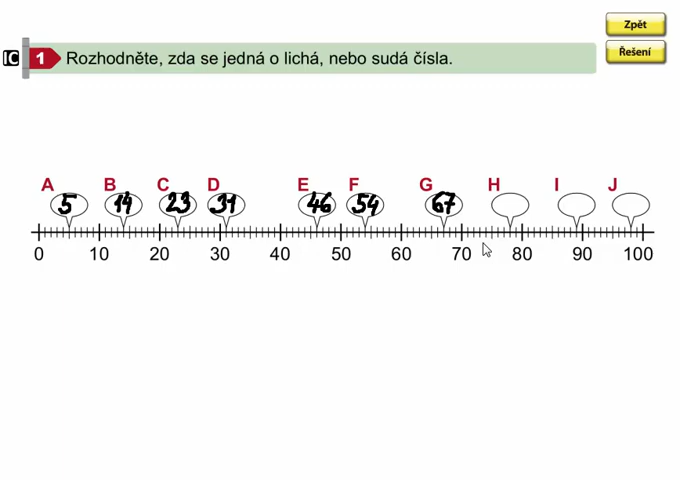 Zpět
Řešení
1 Rozhodněte, zda se jedná o lichá, nebo sudá čísla.
A B C D E F G H I J
5 14 23 31 46 54 67
0 10 20 30 40 50 60 70 80 90 100